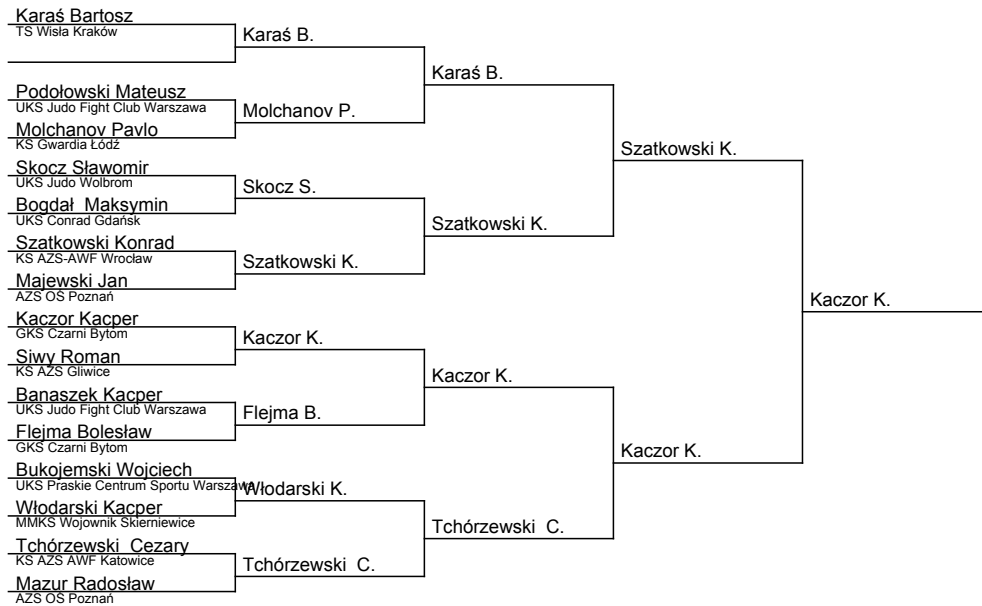 Karaś Bartosz
TS Wisła Kraków
Karaś B.
Karaś B.
Podołowski Mateusz
UKS Judo Fight Club Warszawa
Molchanov P.
Molchanov Pavlo
KS Gwardia Łódź
Szatkowski K.
Skocz Sławomir
UKS Judo Wolbrom
Skocz S.
Bogdał  Maksymin
UKS Conrad Gdańsk
Szatkowski K.
Szatkowski Konrad
KS AZS-AWF Wrocław
Szatkowski K.
Majewski Jan
AZS OŚ Poznań
Kaczor K.
Kaczor Kacper
GKS Czarni Bytom
Kaczor K.
Siwy Roman
KS AZS Gliwice
Kaczor K.
Banaszek Kacper
UKS Judo Fight Club Warszawa
Flejma B.
Flejma Bolesław
GKS Czarni Bytom
Kaczor K.
Bukojemski Wojciech
UKS Praskie Centrum Sportu Warszawa
Włodarski K.
Włodarski Kacper
MMKS Wojownik Skierniewice
Tchórzewski  C.
Tchórzewski  Cezary
KS AZS AWF Katowice
Tchórzewski  C.
Mazur Radosław
AZS OŚ Poznań